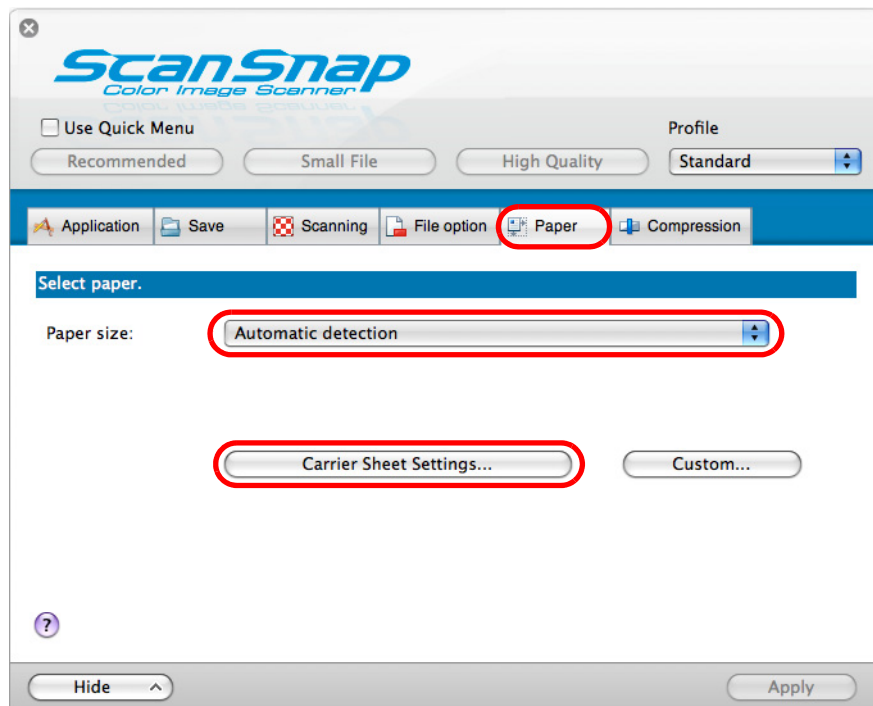 ScanSnap
Color Image Scanner
Use Quick Menu
Profile
Recommended Small File High Quality Standard
Application Save Scanning File option Paper Compression
Select paper.
Paper size: Automatic detection
Carrier Sheet Settings... Custom...
?
Hide Apply